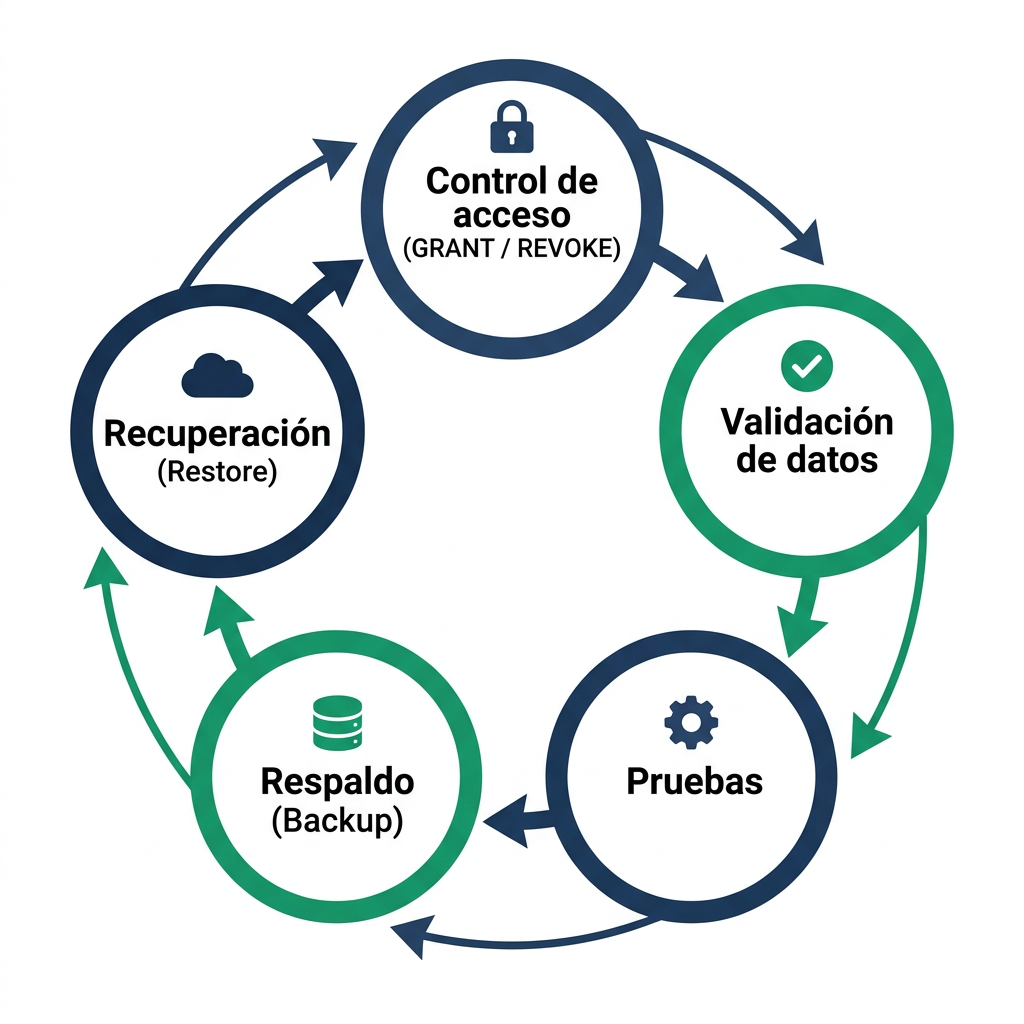 Control de
acceso
(GRANT / REVOKE)
Validación
de datos
Pruebas
Respaldo
(Backup)
Recuperación
(Restore)